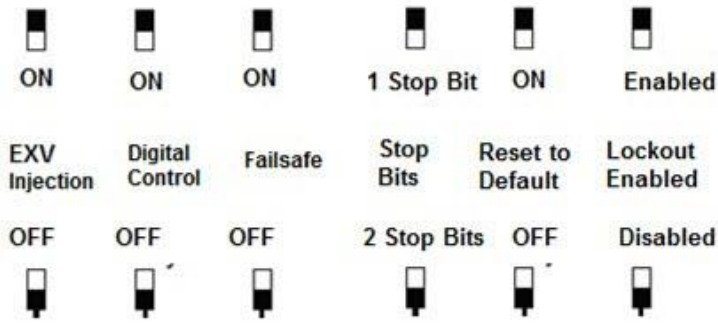 ON ON ON 1 Stop Bit ON Enabled
EXV Digital Failsafe Stop Reset to Lockout
Injection Control Bits Default Enabled
OFF OFF OFF 2 Stop Bits OFF Disabled